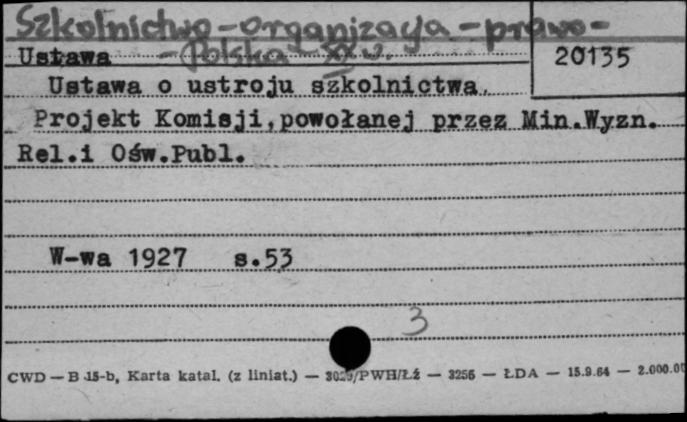 Szkolnictwo - organizacja - prawo -
- Polska XX w.
Ustawa
20135
Ustawa o ustroju szkolnictwa.
Projekt Komisji,powołanej przez Min.Wyzn.
Rel.i Ośw.Publ.
W-wa 1927 s.53
3
CWD — B 15-b, Karta katal. (z liniat.) — 3029/PWH/Łź — 3256 — ŁDA — 15.9.64 — 2.000.00